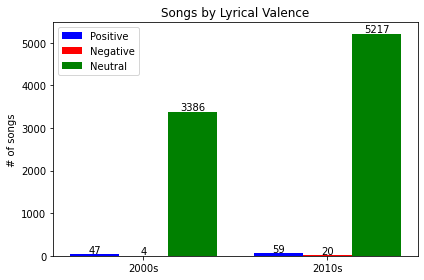 Songs by Lyrical Valence
Positive
Negative
Neutral
# of songs
5000
4000
3000
2000
1000
0
47
4
3386
59
20
5217
2000s
2010s